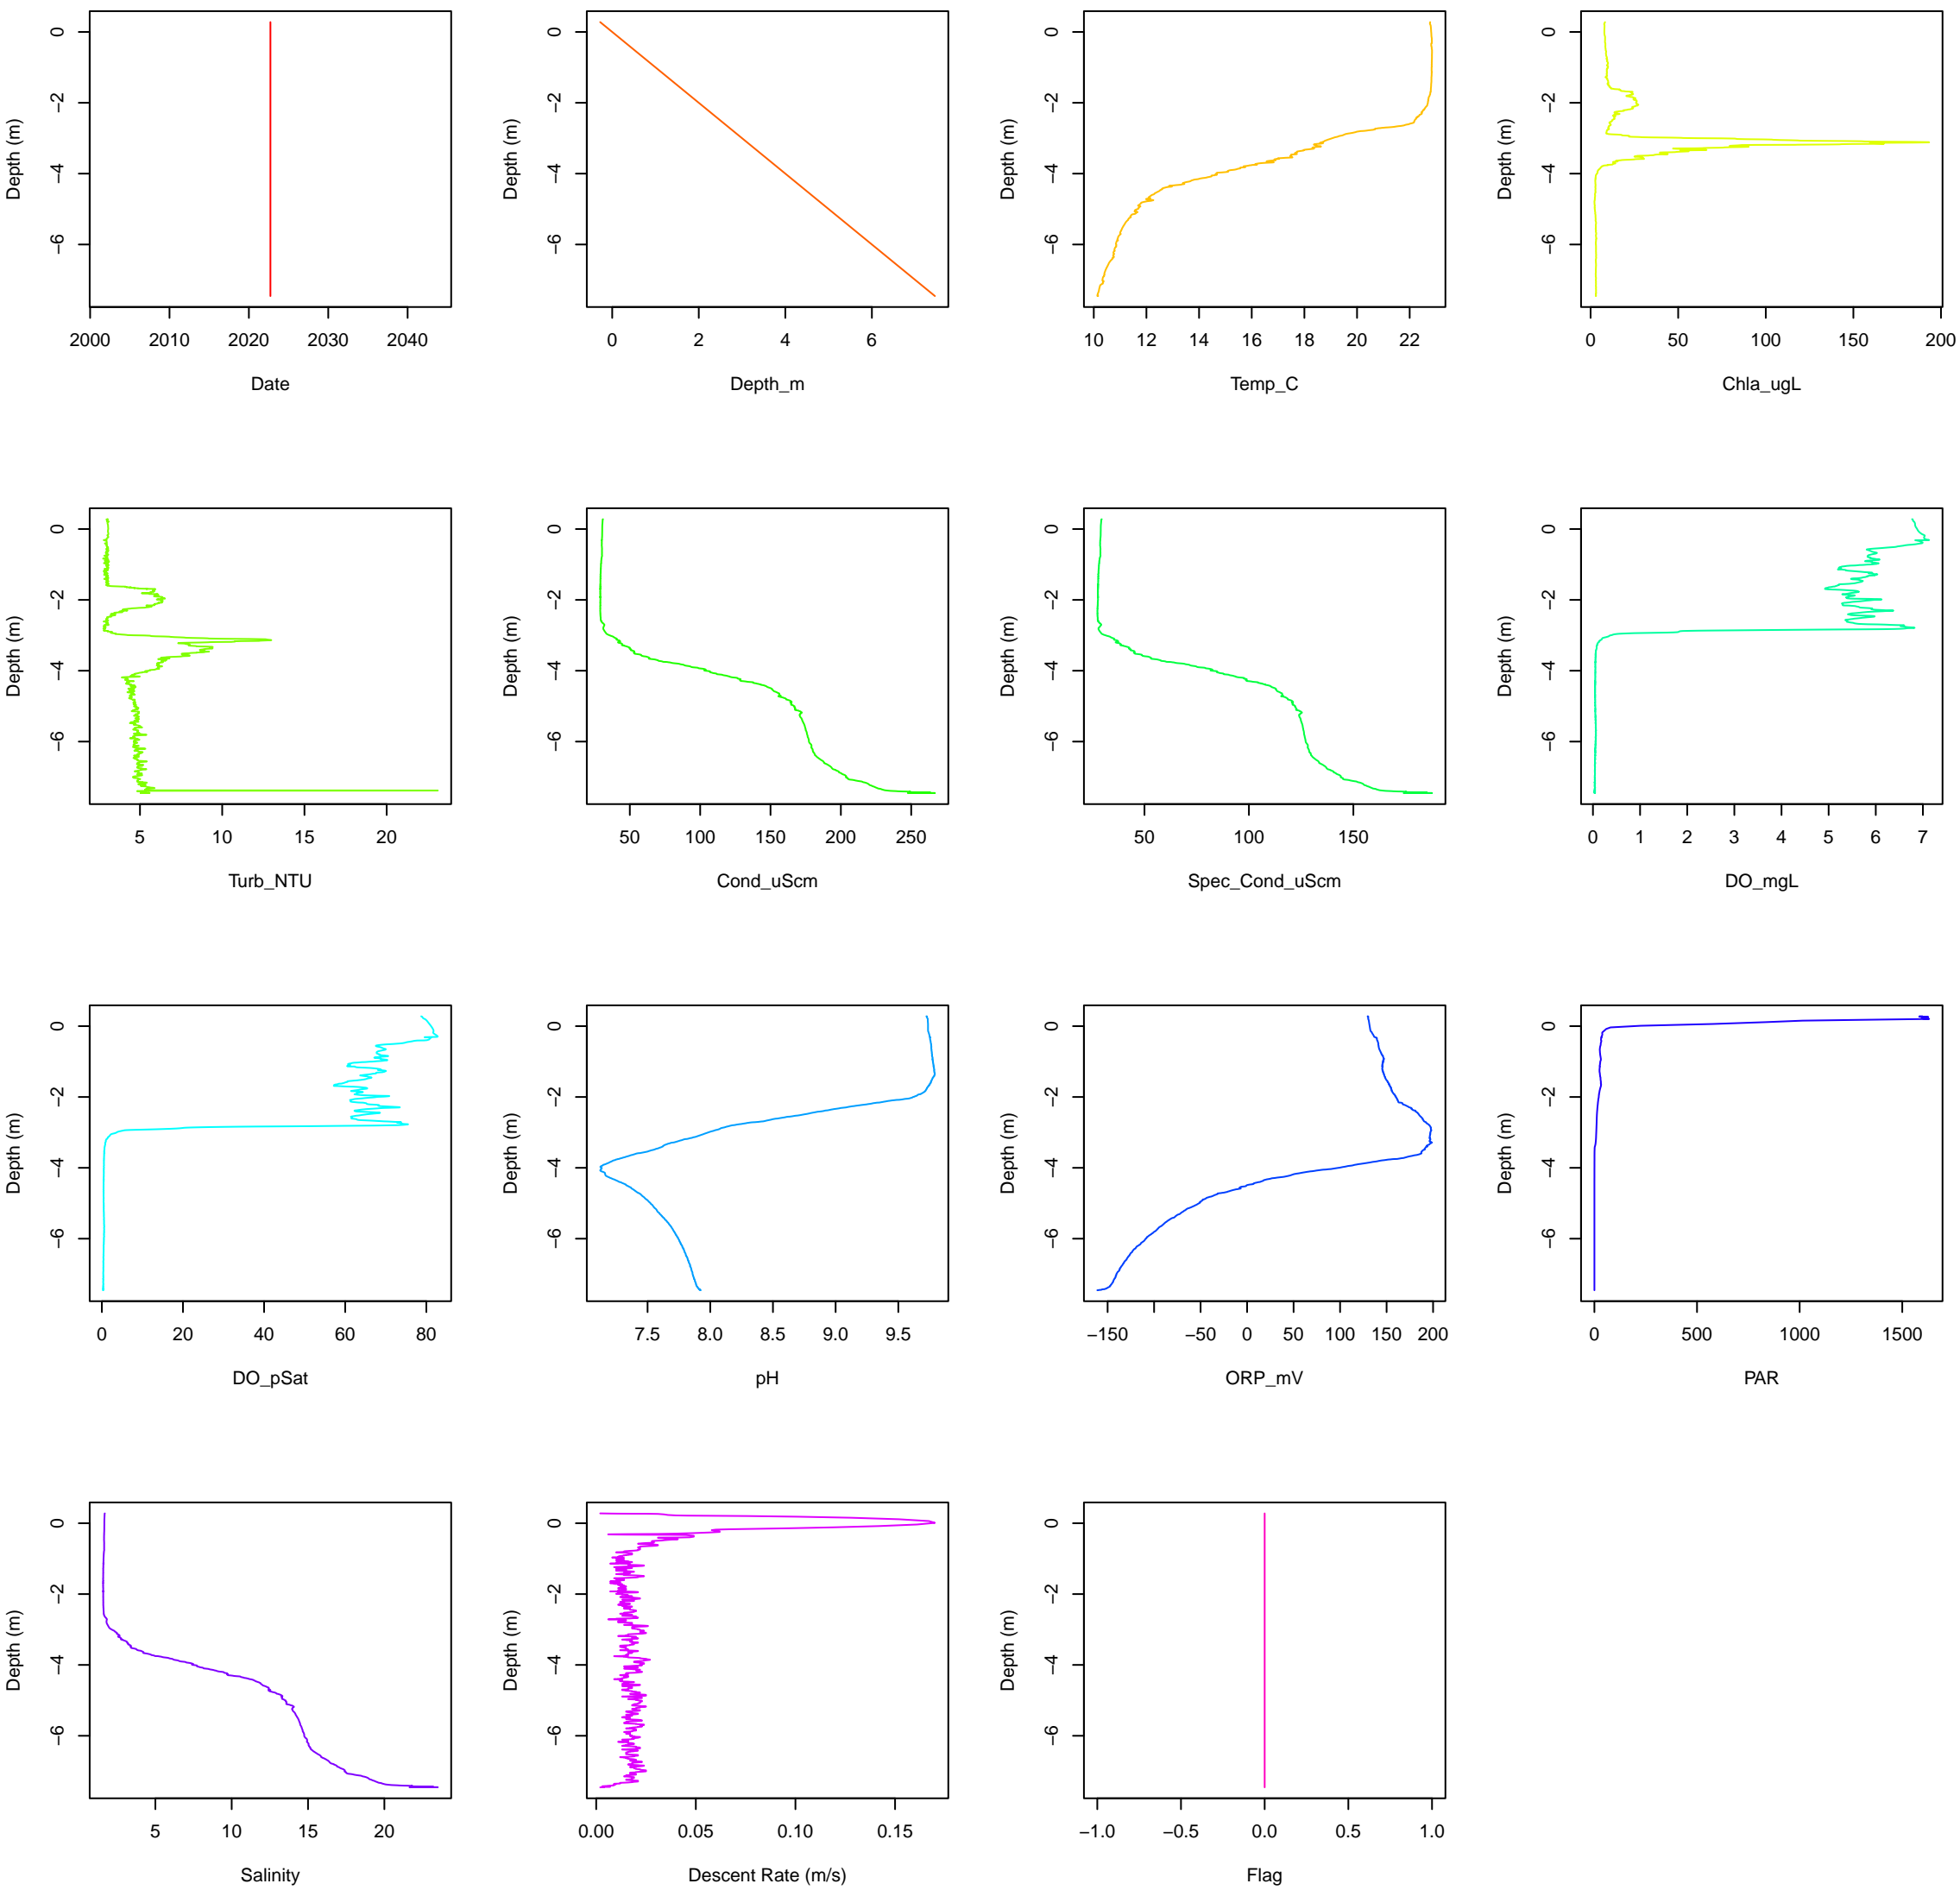 Depth (m)
0
−2
−4
−6
2000 2010 2020 2030 2040
Date
Depth (m)
0
−2
−4
−6
0 2 4 6
Depth_m
Depth (m)
0
−2
−4
−6
10 12 14 16 18 20 22
Temp_C
Depth (m)
0
−2
−4
−6
0 50 100 150 200
Chla_ugL
Depth (m)
0
−2
−4
−6
5 10 15 20
Turb_NTU
Depth (m)
0
−2
−4
−6
50 100 150 200 250
Cond_uScm
Depth (m)
0
−2
−4
−6
50 100 150
Spec_Cond_uScm
Depth (m)
0
−2
−4
−6
0 1 2 3 4 5 6 7
DO_mgL
Depth (m)
0
−2
−4
−6
0 20 40 60 80
DO_pSat
Depth (m)
0
−2
−4
−6
7.5 8.0 8.5 9.0 9.5
pH
Depth (m)
0
−2
−4
−6
−150 −50 0 50 100 150 200
ORP_mV
Depth (m)
0
−2
−4
−6
0 500 1000 1500
PAR
Depth (m)
0
−2
−4
−6
5 10 15 20
Salinity
Depth (m)
0
−2
−4
−6
0.00 0.05 0.10 0.15
Descent Rate (m/s)
Depth (m)
0
−2
−4
−6
−1.0 −0.5 0.0 0.5 1.0
Flag